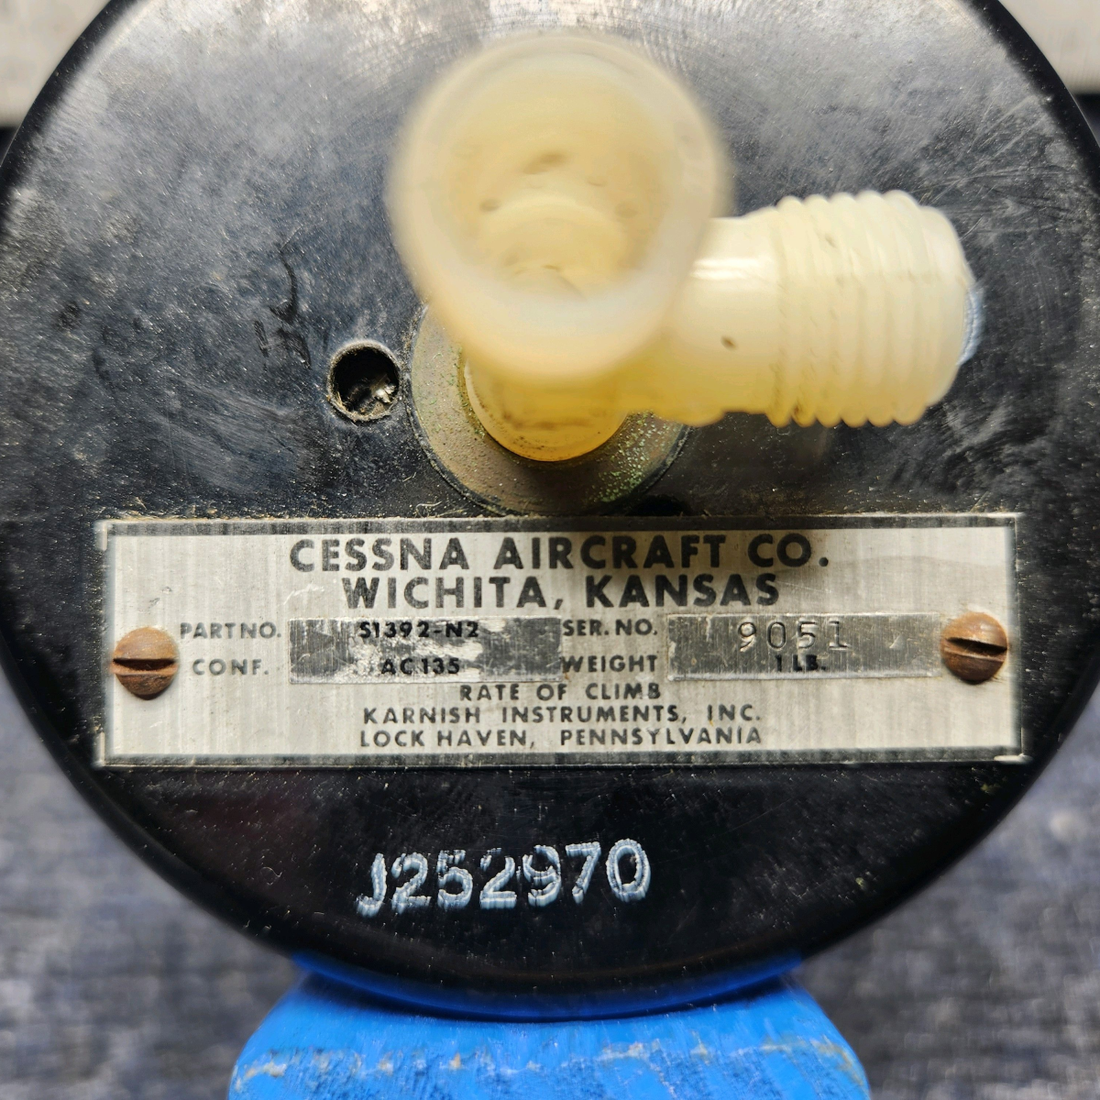 CESSNA AIRCRAFT CO.
WICHITA, KANSAS
PART NO. S1392-N2 SER. NO. 9051
CONF. AC135 WEIGHT 1 LB.
RATE OF CLIMB
KARNISH INSTRUMENTS, INC.
LOCK HAVEN, PENNSYLVANIA
J252970